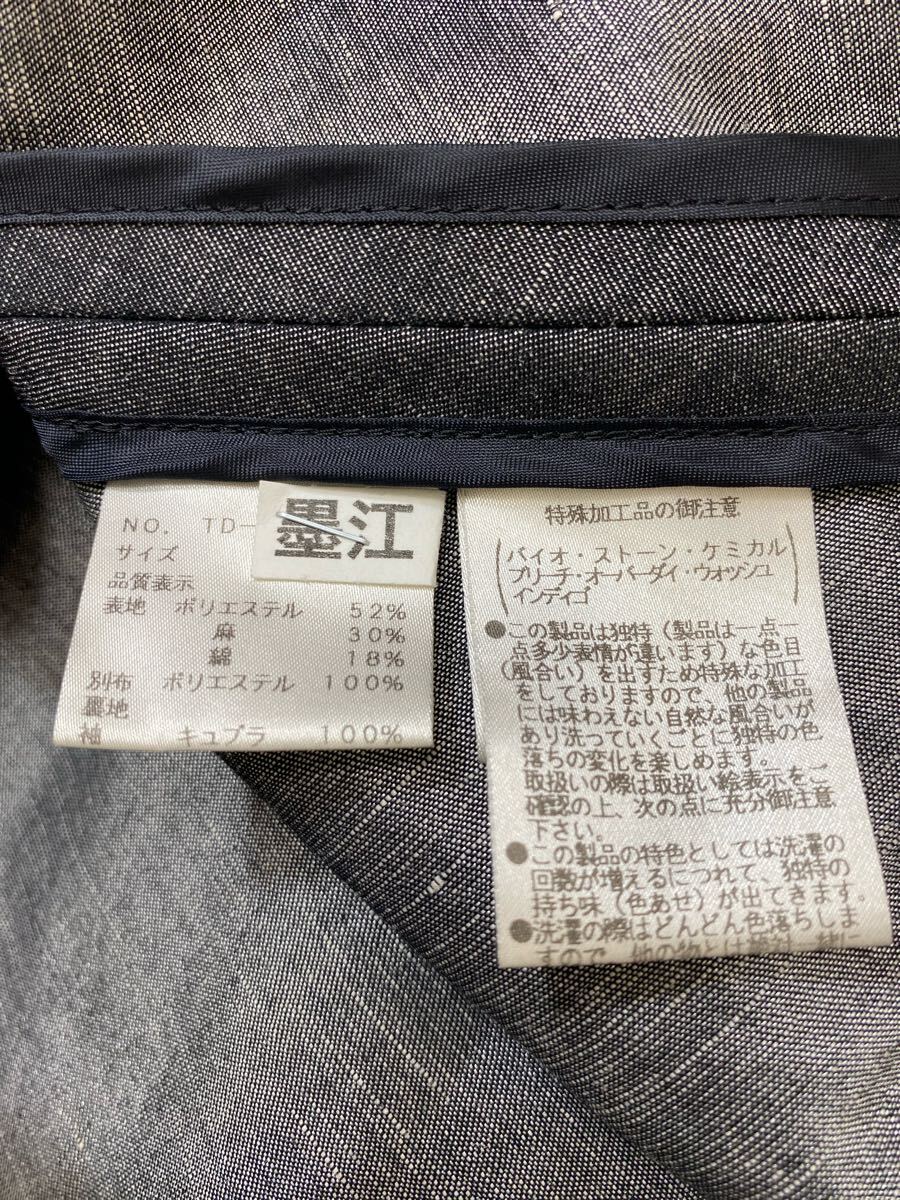 NO. TD-
墨江
サイズ
品質表示
表地 ポリエステル 52%
麻 30%
綿 18%
別布 ポリエステル 100%
裏地
袖 キュプラ 100%
特殊加工品の御注意
バイオ・ストーン・ケミカル
ブリーチ・オーバーダイ・ウォッシュ
インディゴ
●この製品は独特（製品は一点一
点多少表情が違います）な色目
（風合い）を出すため特殊な加工
をしておりますので、他の製品
には味わえない自然な風合いが
あり洗っていくごとに独特の色
落ちの変化を楽しめます。
取扱いの際は取扱い絵表示をご
確認の上、次の点に充分御注意
下さい。
●この製品の特色としては洗濯の
回数が増えるにつれて、独特の
持ち味（色あせ）が出てきます。
●洗濯の際はどんどん色落ちしま
すので、他の物とは絶対一緒に